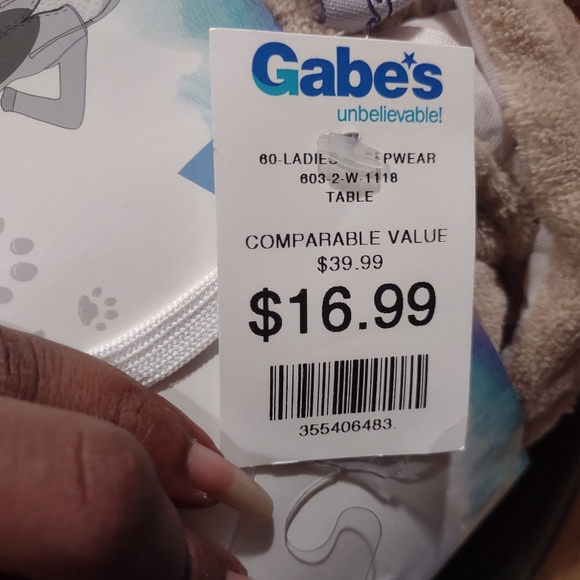 Gabe's
unbelievable!
60-LADIES
603-2-W-1118
TABLE
COMPARABLE VALUE
$39.99
$16.99
355406483